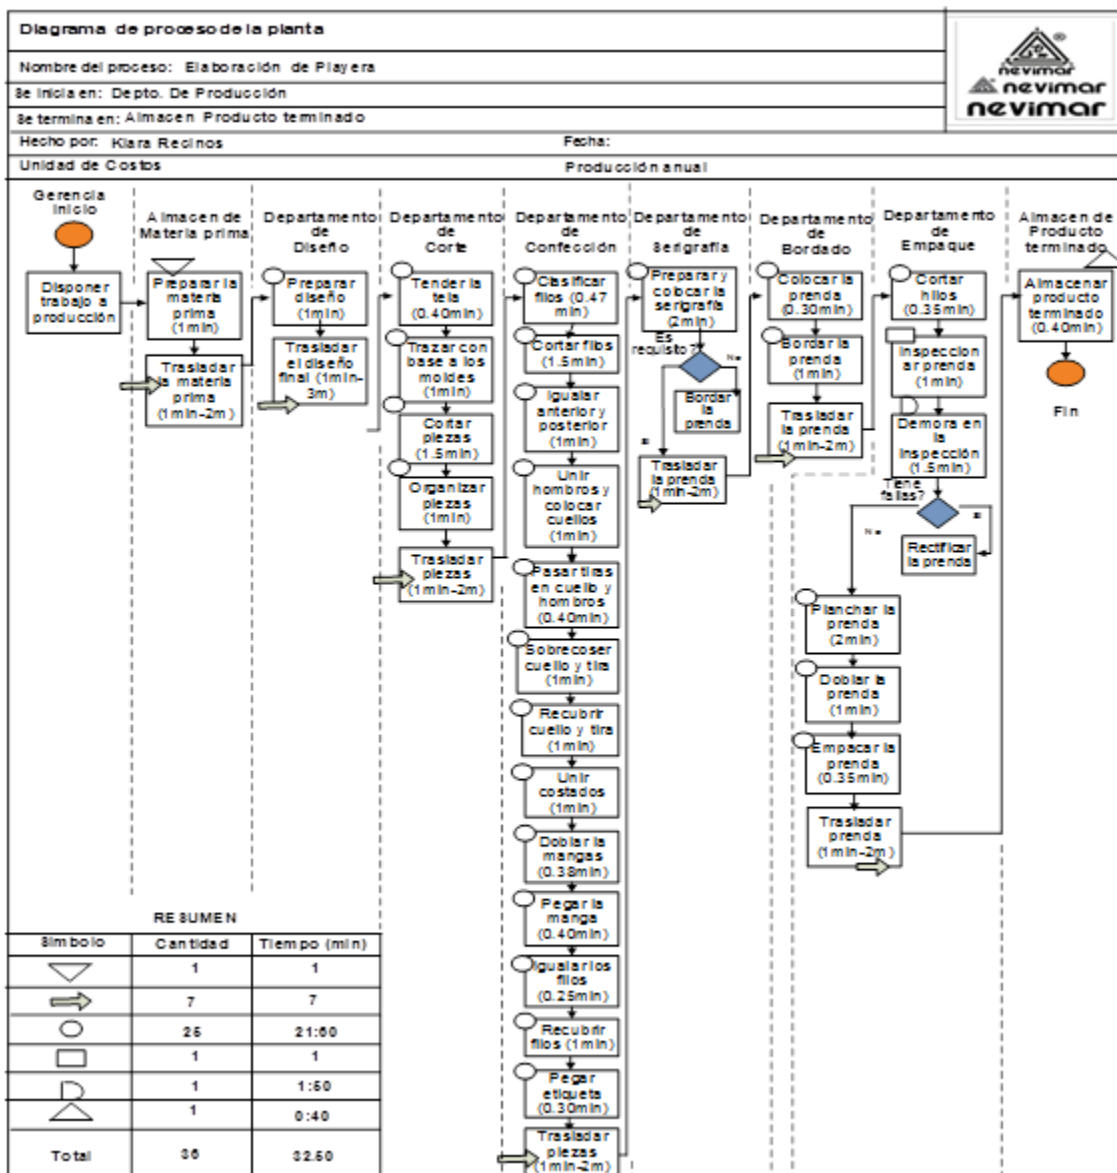 Diagrama de proceso de la planta
Nombre del proceso: Elaboración de Playera
Se inicia en: Depto. De Producción
Se termina en: Almacen Producto terminado
Hecho por: Kiara Recinos
Fecha:
Unidad de Costos
Producción anual
nevimar
nevimar
nevimar
Gerencia
Inicio
Disponer
trabajo a
producción
Almacen de
Materia prima
Preparar la
materia
prima
(1min)
Trasladar
la materia
prima
(1min-2m)
Departamento
de
Diseño
Preparar
diseño
(1min)
Trasladar
el diseño
final (1min-
3m)
Departamento
de
Corte
Tender la
tela
(0.40min)
Trazar con
base a los
moldes
(1min)
Cortar
piezas
(1.5min)
Organizar
piezas
(1min)
Trasladar
piezas
(1min-2m)
Departamento
de
Confección
Clasificar
filos (0.47
min)
Cortar filos
(1.5min)
Igualar
anterior y
posterior
(1min)
Unir
hombros y
colocar
cuellos
(1min)
Pasar tiras
en cuello y
hombros
(0.40min)
Sobrecoser
cuello y tira
(1min)
Recubrir
cuello y tira
(1min)
Unir
costados
(1min)
Doblar la
mangas
(0.38min)
Pegar la
manga
(0.40min)
Igualar los
filos
(0.25min)
Recubrir
filos (1min)
Pegar
etiqueta
(0.30min)
Trasladar
piezas
(1min-2m)
Departamento
de
Serigrafía
Preparar y
colocar la
serigrafía
(2min)
Es
requisito?
No
Bordar
la
prenda
si
Trasladar
la prenda
(1min-2m)
Departamento
de
Bordado
Colocar la
prenda
(0.30min)
Bordar la
prenda
(1min)
Trasladar
la prenda
(1min-2m)
Departamento
de
Empaque
Cortar
hilos
(0.35min)
Inspeccion
ar prenda
(1min)
Demora en
la
inspección
(1.5min)
Tiene
fallas?
si
No
Rectificar
la prenda
Planchar la
prenda
(2min)
Doblar la
prenda
(1min)
Empacar la
prenda
(0.35min)
Trasladar
prenda
(1min-2m)
Almacen de
Producto
terminado
Almacenar
producto
terminado
(0.40min)
Fin
RESUMEN
Simbolo Cantidad Tiempo (min)
1 1
7 7
25 21:60
1 1
1 1:50
1 0:40
Total 36 32.50